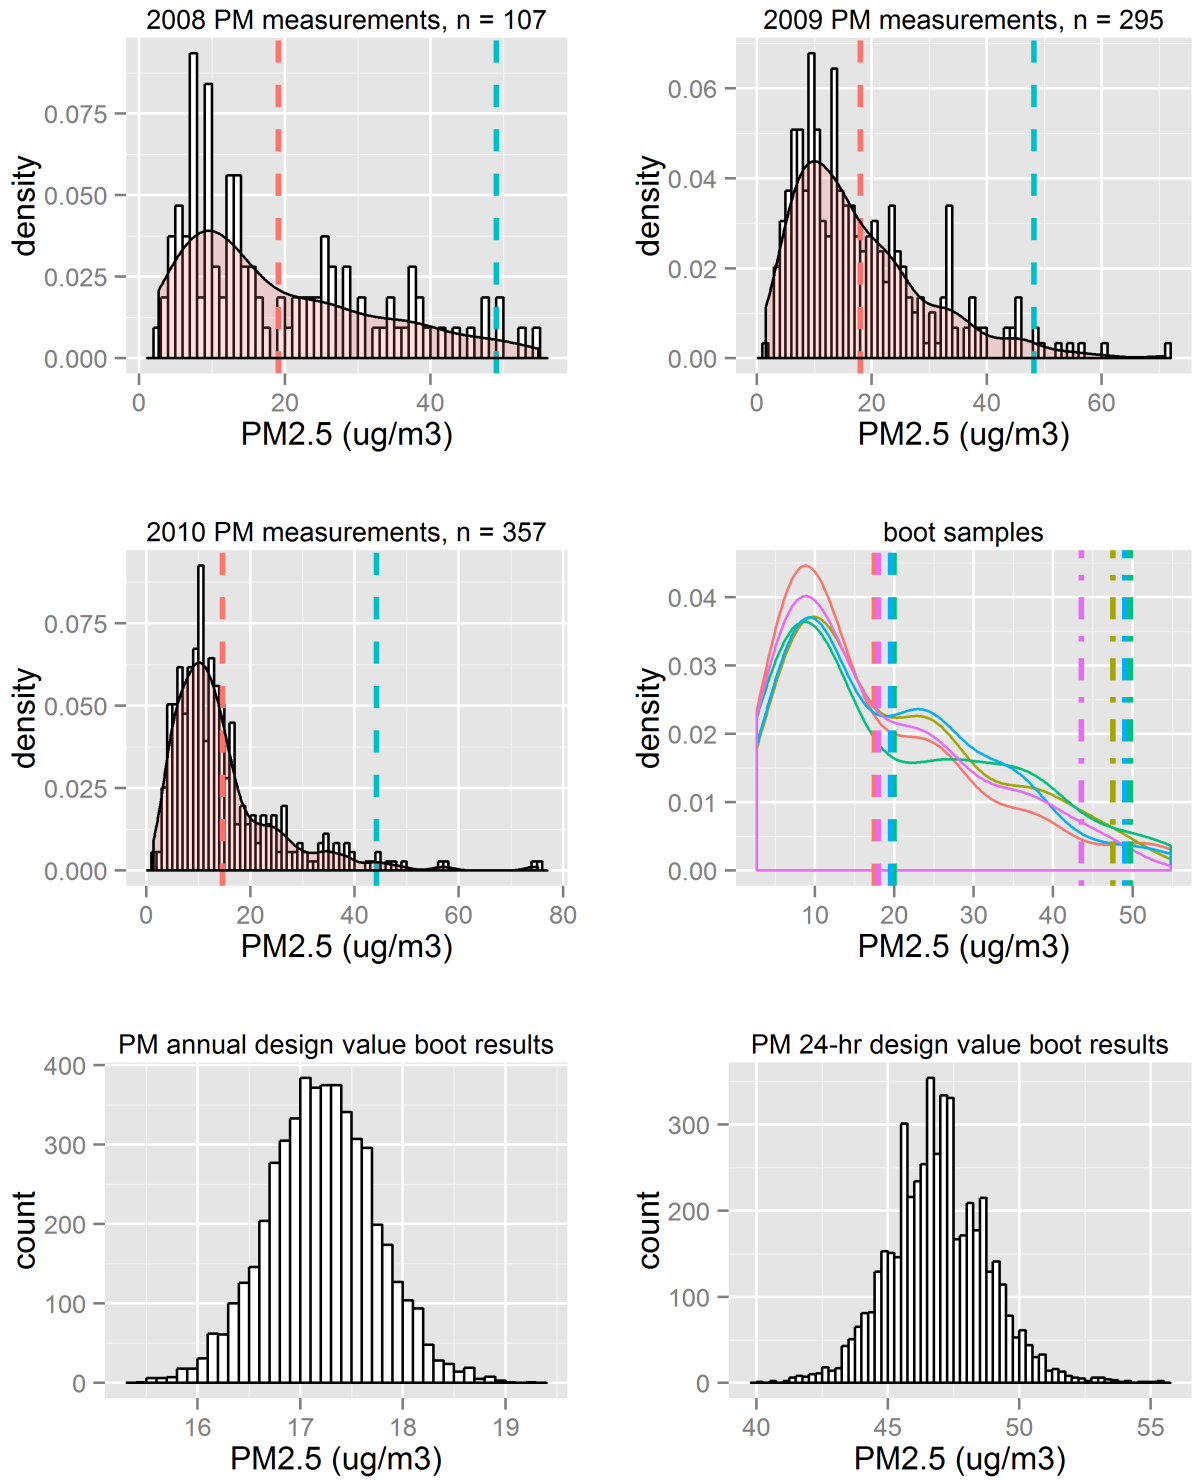 2008 PM measurements, n = 107
density
0.075
0.050
0.025
0.000
0 20 40
PM2.5 (ug/m3)
2009 PM measurements, n = 295
density
0.06
0.04
0.02
0.00
0 20 40 60
PM2.5 (ug/m3)
2010 PM measurements, n = 357
density
0.075
0.050
0.025
0.000
0 20 40 60 80
PM2.5 (ug/m3)
boot samples
density
0.04
0.03
0.02
0.01
0.00
10 20 30 40 50
PM2.5 (ug/m3)
PM annual design value boot results
count
400
300
200
100
0
16 17 18 19
PM2.5 (ug/m3)
PM 24-hr design value boot results
count
300
200
100
0
40 45 50 55
PM2.5 (ug/m3)